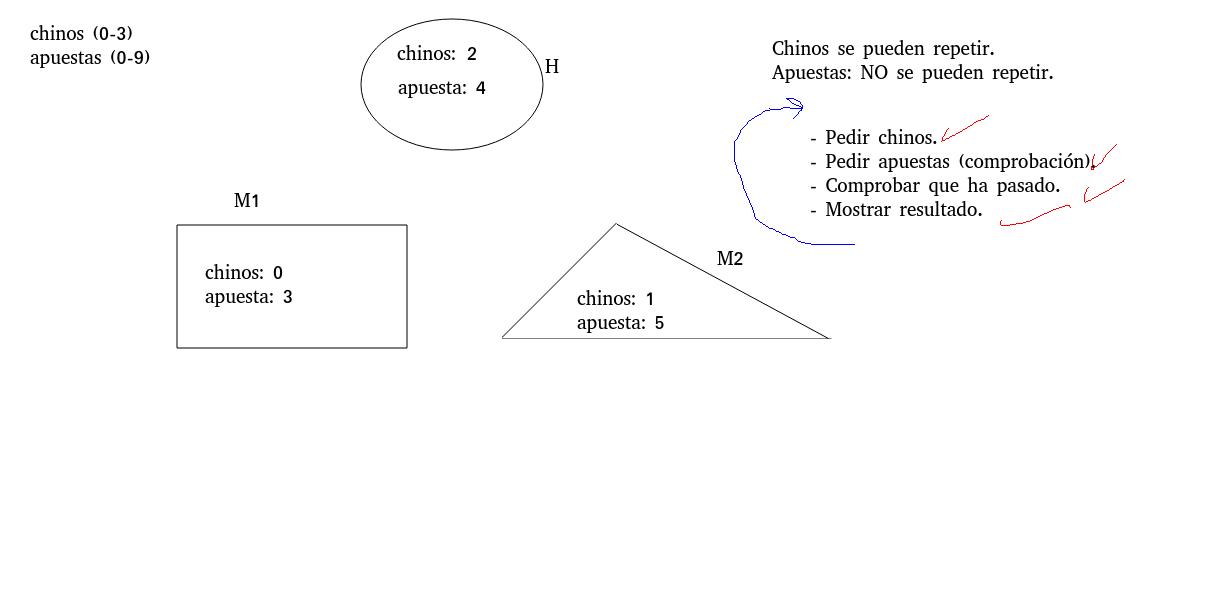 chinos (0-3)
apuestas (0-9)
chinos: 2
apuesta: 4
H
Chinos se pueden repetir.
Apuestas: NO se pueden repetir.
- Pedir chinos.
- Pedir apuestas (comprobación).
- Comprobar que ha pasado.
- Mostrar resultado.
M1
chinos: 0
apuesta: 3
M2
chinos: 1
apuesta: 5